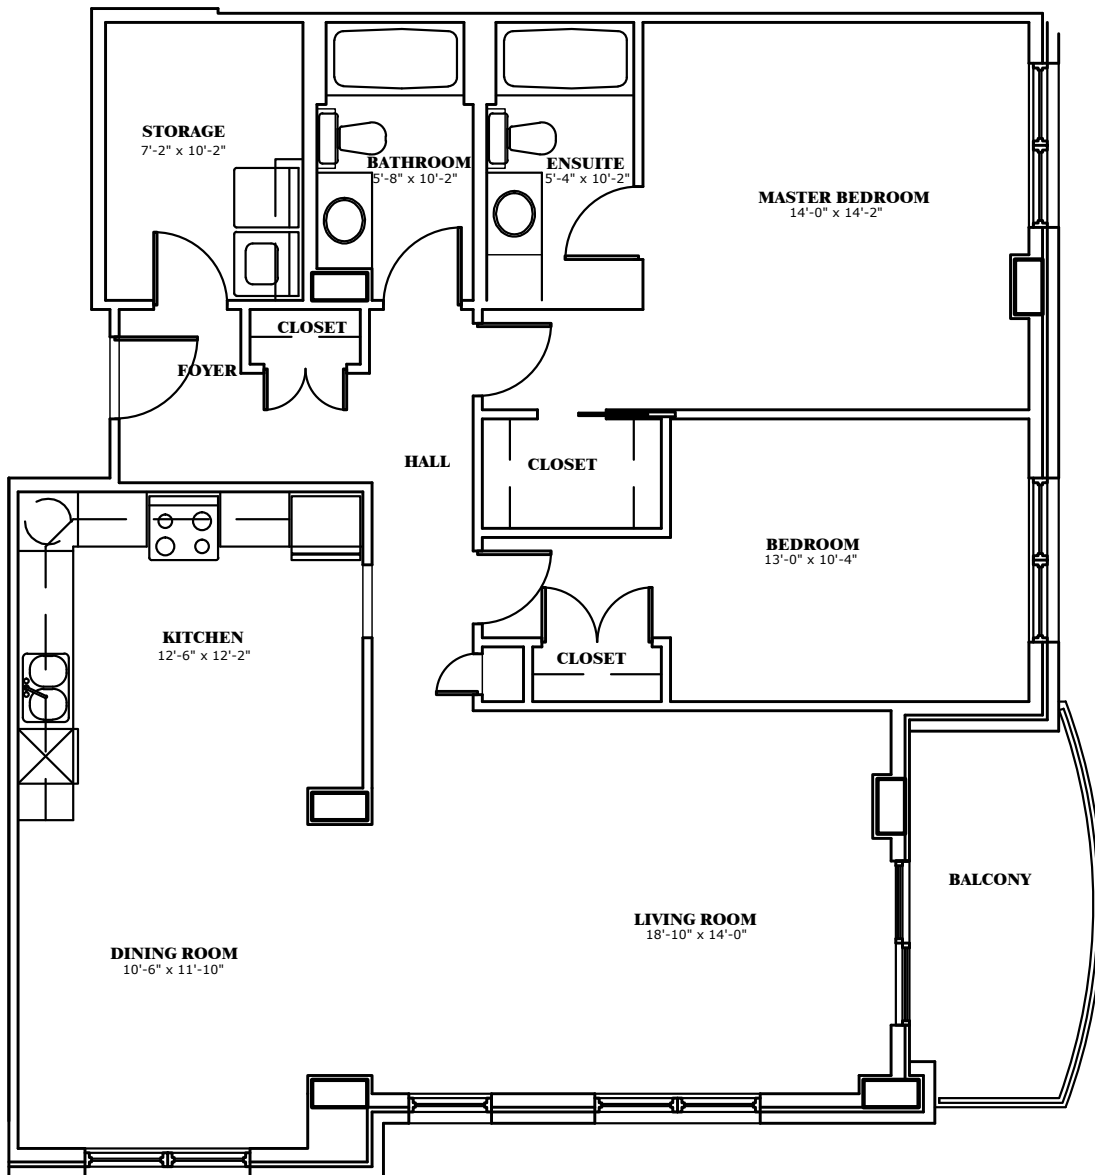 STORAGE
7'-2" x 10'-2"
BATHROOM
5'-8" x 10'-2"
ENSUITE
5'-4" x 10'-2"
MASTER BEDROOM
14'-0" x 14'-2"
CLOSET
FOYER
HALL
CLOSET
BEDROOM
13'-0" x 10'-4"
KITCHEN
12'-6" x 12'-2"
CLOSET
BALCONY
LIVING ROOM
18'-10" x 14'-0"
DINING ROOM
10'-6" x 11'-10"